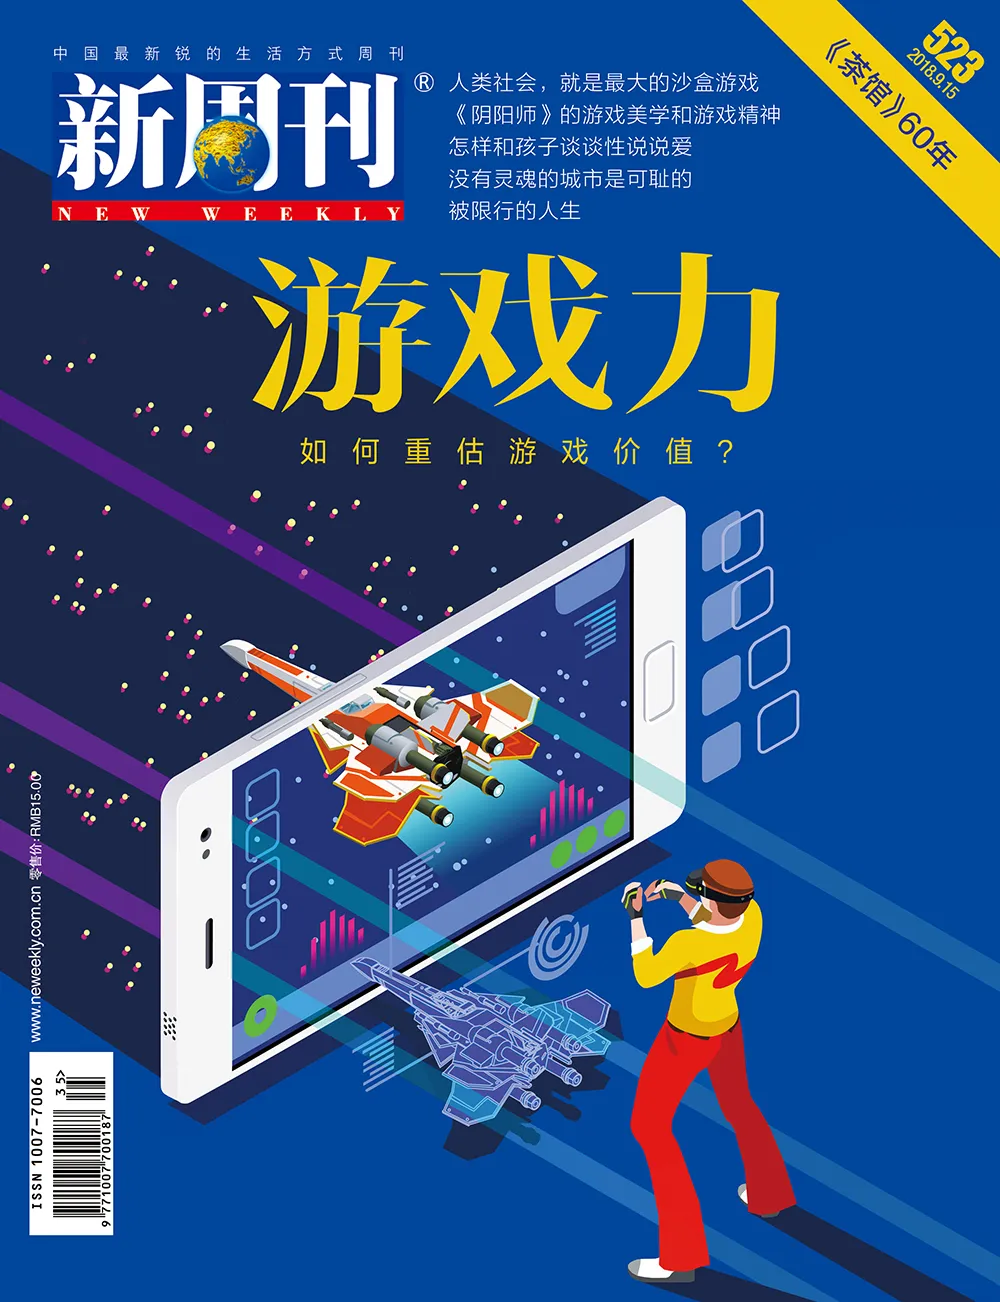 中国最新锐的生活方式周刊
新周刊
NEW WEEKLY
®
人类社会，就是最大的沙盒游戏
《阴阳师》的游戏美学和游戏精神
怎样和孩子谈谈性说说爱
没有灵魂的城市是可耻的
被限行的人生
523
2018.9.15
《茶馆》60年
游戏力
如何重估游戏价值？
www.neweekly.com.cn 零售价:RMB15.00
ISSN 1007-7006
35>
9 771007 700187